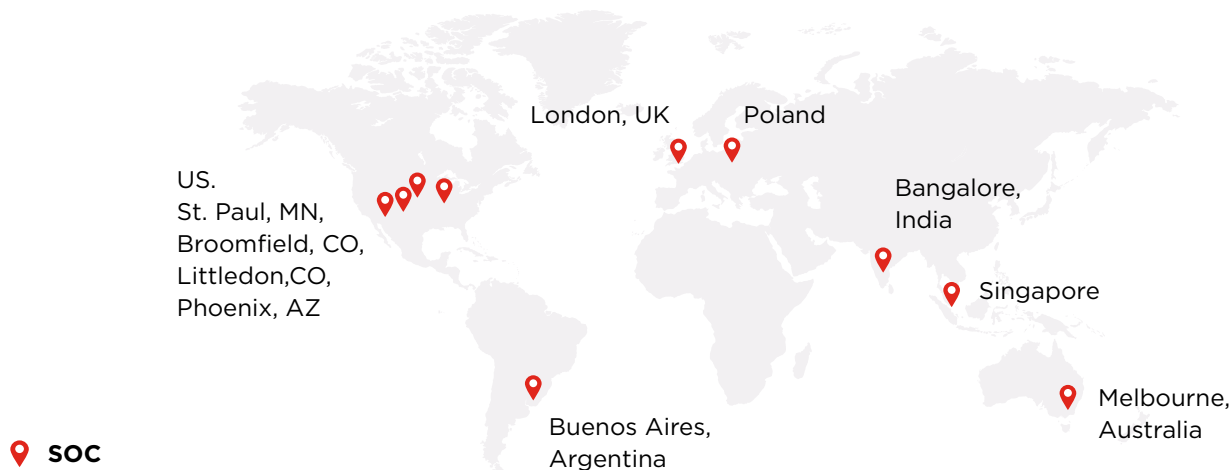 London, UK
Poland
US.
St. Paul, MN,
Broomfield, CO,
Littledon,CO,
Phoenix, AZ
Bangalore,
India
Singapore
Buenos Aires,
Argentina
Melbourne,
Australia
SOC